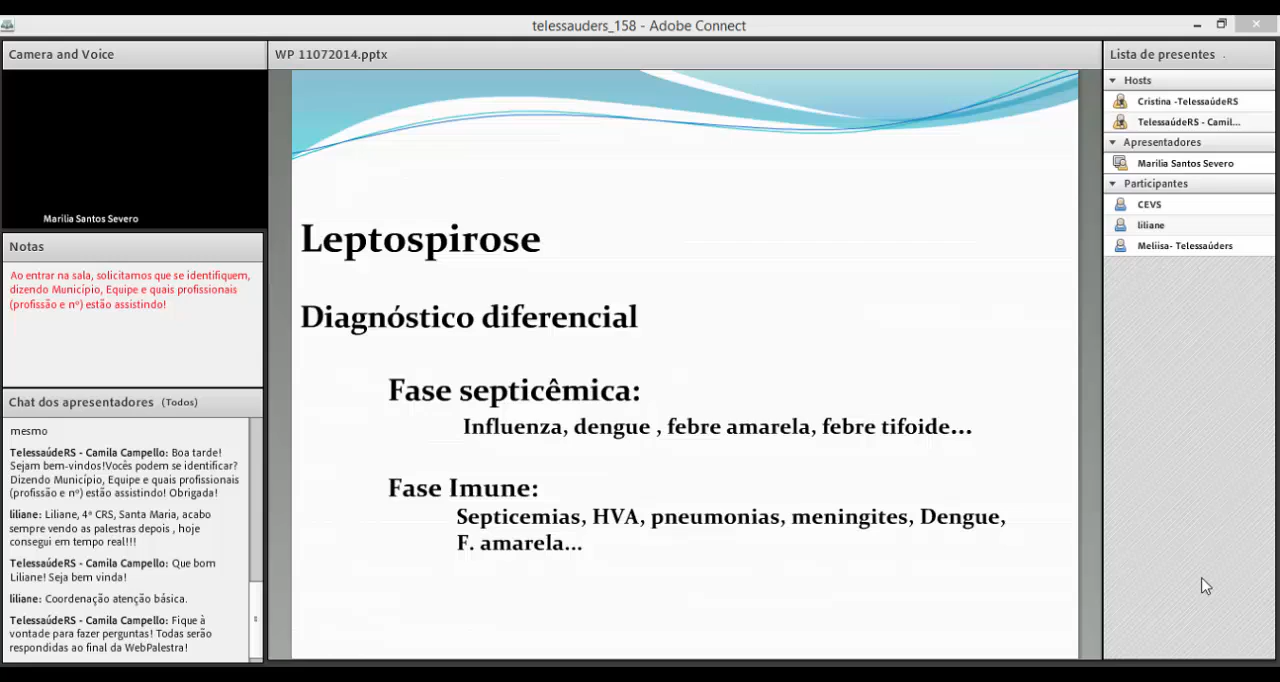 telessauders_158 - Adobe Connect
Camera and Voice
Marilia Santos Severo
Notas
Ao entrar na sala, solicitamos que se identifiquem,
dizendo Município, Equipe e quais profissionais
(profissão e nº) estão assistindo!
Chat dos apresentadores (Todos)
mesmo
TelessaúdeRS - Camila Campello: Boa tarde!
Sejam bem-vindos!Vocês podem se identificar?
Dizendo Município, Equipe e quais profissionais
(profissão e nº) estão assistindo! Obrigada!
liliane: Liliane, 4ª CRS, Santa Maria, acabo
sempre vendo as palestras depois , hoje
consegui em tempo real!!!
TelessaúdeRS - Camila Campello: Que bom
Liliane! Seja bem vinda!
liliane: Coordenação atenção básica.
TelessaúdeRS - Camila Campello: Fique à
vontade para fazer perguntas! Todas serão
respondidas ao final da WebPalestra!
WP 11072014.pptx
Leptospirose
Diagnóstico diferencial
Fase septicêmica:
Influenza, dengue , febre amarela, febre tifoide...
Fase Imune:
Septicemias, HVA, pneumonias, meningites, Dengue,
F. amarela...
Lista de presentes
Hosts
Cristina -TelessaúdeRS
TelessaúdeRS - Camil...
Apresentadores
Marilia Santos Severo
Participantes
CEVS
liliane
Meliisa- Telessaúders